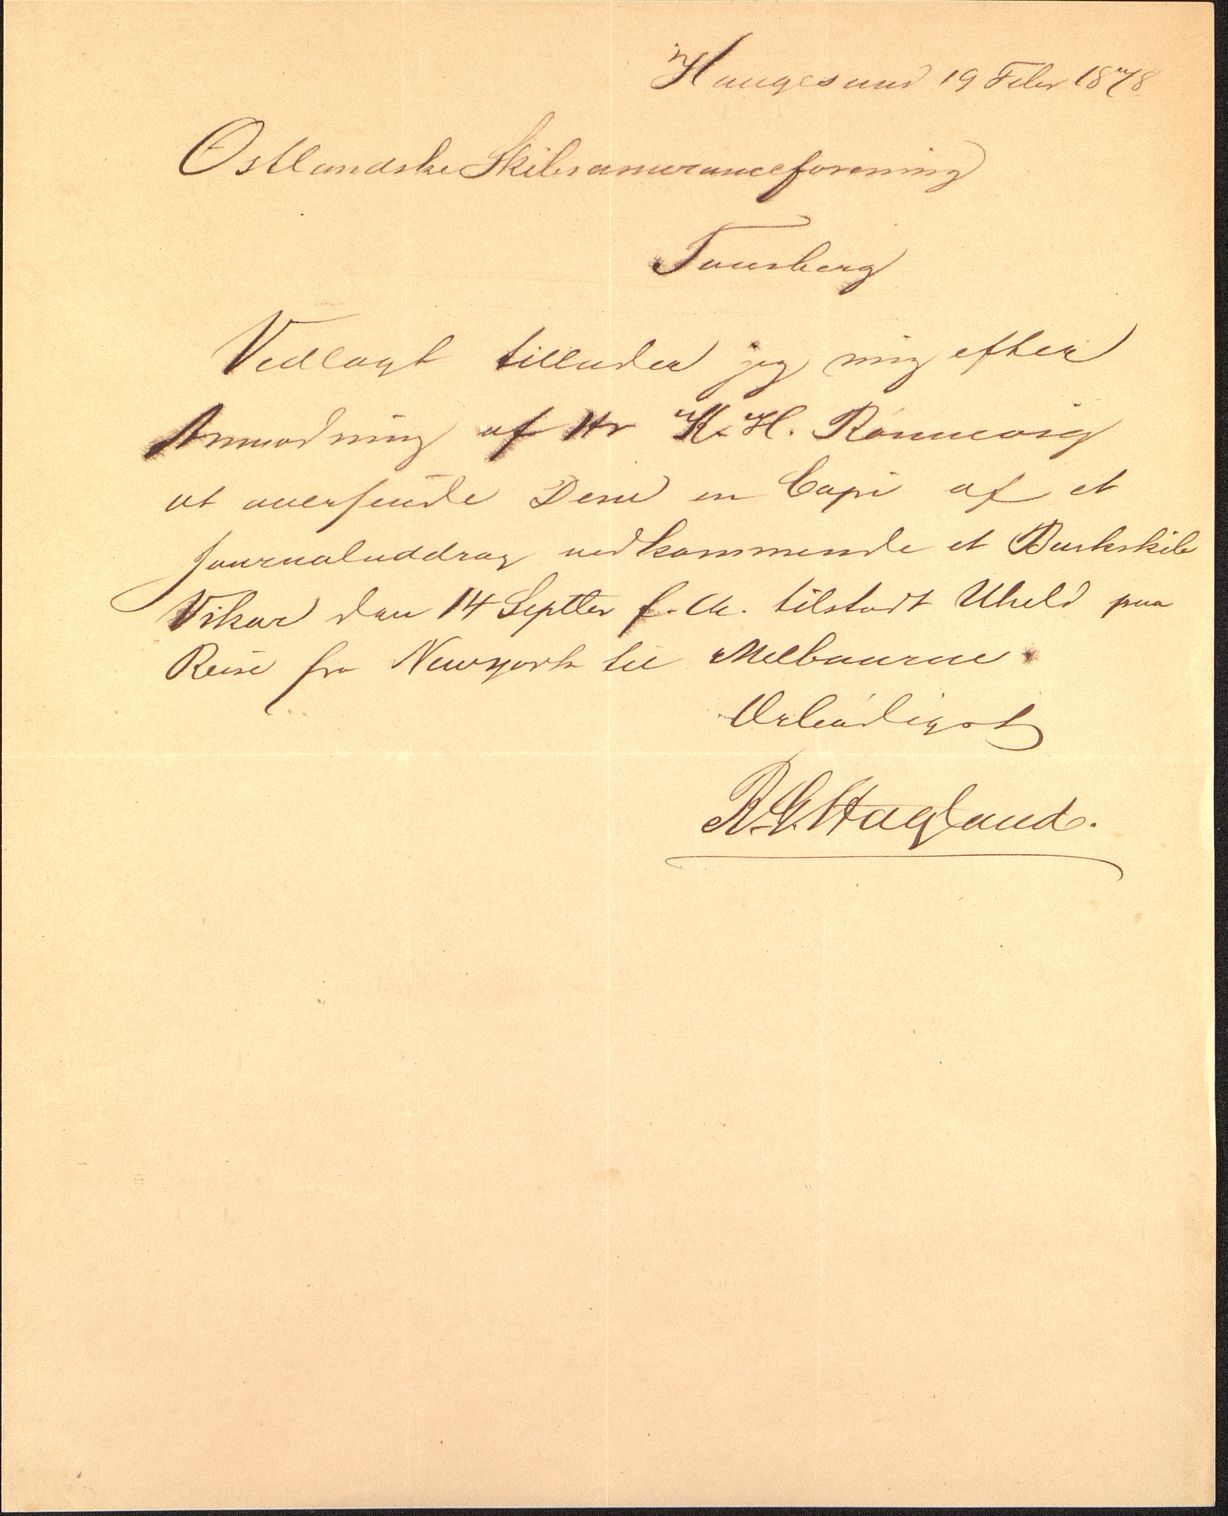 Haugesund 19 Febr 1878
Østlandske Skibsassuranceforening
Tønsberg
Vedlagt tillader jeg mig efter
Anmodning af Hr K. H. Rønnevig
at oversende Dem en Copi af et
Journaluddrag vedkommende et Barkskib
Vikar den 14 Septbr f. A. tilstødt Uheld paa
Reise fra Newyork til Melbourne.
Ærbødigst
R. G. Hagland.